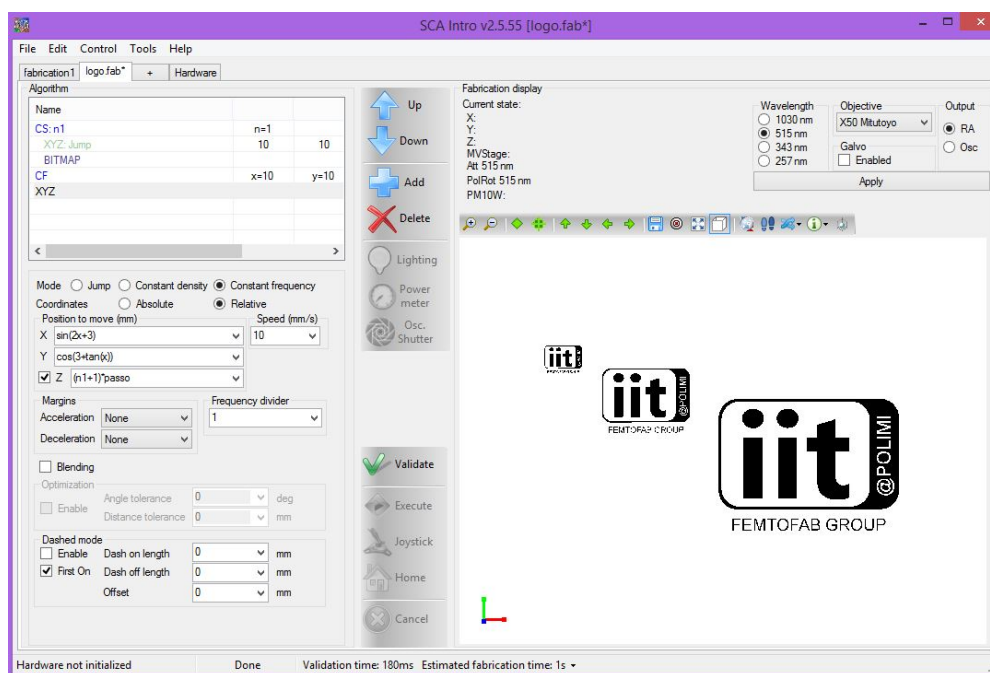 SCA Intro v2.5.55 [logo.fab*]
File Edit Control Tools Help
fabrication1 logo.fab* + Hardware
Algorithm
Name
CS: n1 n=1
XYZ: Jump 10 10
BITMAP
CF x=10 y=10
XYZ
Mode Jump Constant density Constant frequency
Coordinates Absolute Relative
Position to move (mm) Speed (mm/s)
X sin(2x+3) 10
Y cos(3+tan(x))
Z (n1+1)*passo
Margins Frequency divider
Acceleration None 1
Deceleration None
Blending
Optimization
Enable Angle tolerance 0 deg
Distance tolerance 0 mm
Dashed mode
Enable Dash on length 0 mm
First On Dash off length 0 mm
Offset 0 mm
Up
Down
Add
Delete
Lighting
Power meter
Osc. Shutter
Validate
Execute
Joystick
Home
Cancel
Fabrication display
Current state:
X:
Y:
Z:
MVStage:
Att 515 nm
PolRot 515 nm
PM10W:
Wavelength
1030 nm
515 nm
343 nm
257 nm
Objective
X50 Mitutoyo
Galvo
Enabled
Output
RA
Osc
Apply
iit
iit
@POLIMI
FEMTOFAB GROUP
iit
@POLIMI
FEMTOFAB GROUP
Hardware not initialized Done Validation time: 180ms Estimated fabrication time: 1s